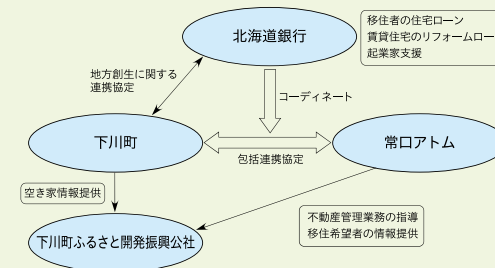 北海道銀行
移住者の住宅ローン
賃貸住宅のリフォームロー
起業家支援
地方創生に関する
連携協定
コーディネート
下川町
常口アトム
包括連携協定
空き家情報提供
下川町ふるさと開発振興公社
不動産管理業務の指導
移住希望者の情報提供